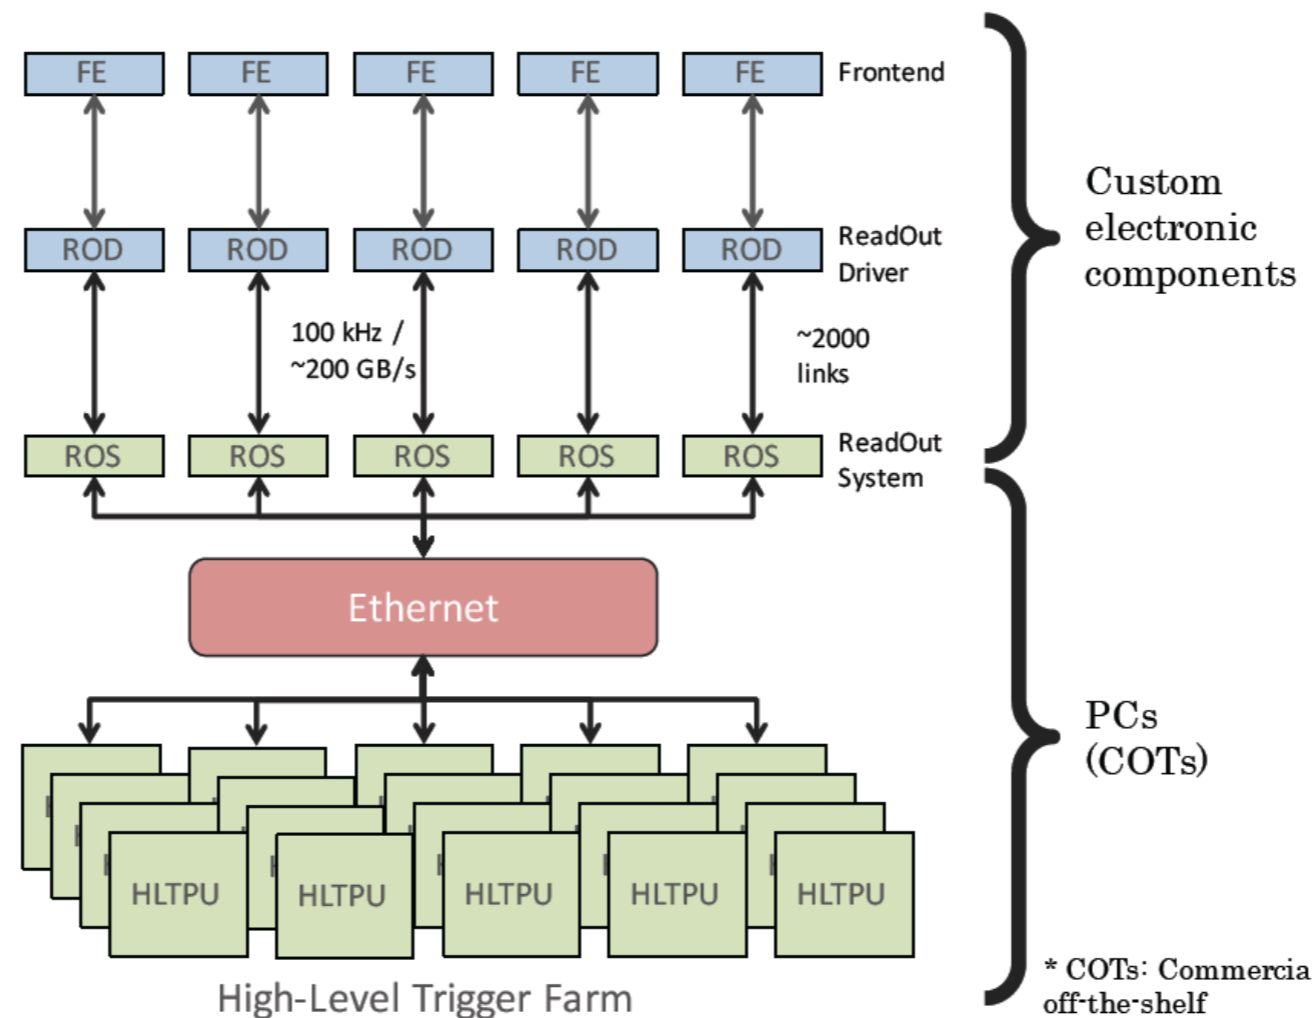 FE FE FE FE FE Frontend
ROD ROD ROD ROD ROD ReadOut
Driver
Custom
electronic
components
100 kHz /
~200 GB/s
~2000
links
ROS ROS ROS ROS ROS ReadOut
System
Ethernet
PCs
(COTs)
HLTPU HLTPU HLTPU HLTPU HLTPU
High-Level Trigger Farm
* COTs: Commercia
off-the-shelf